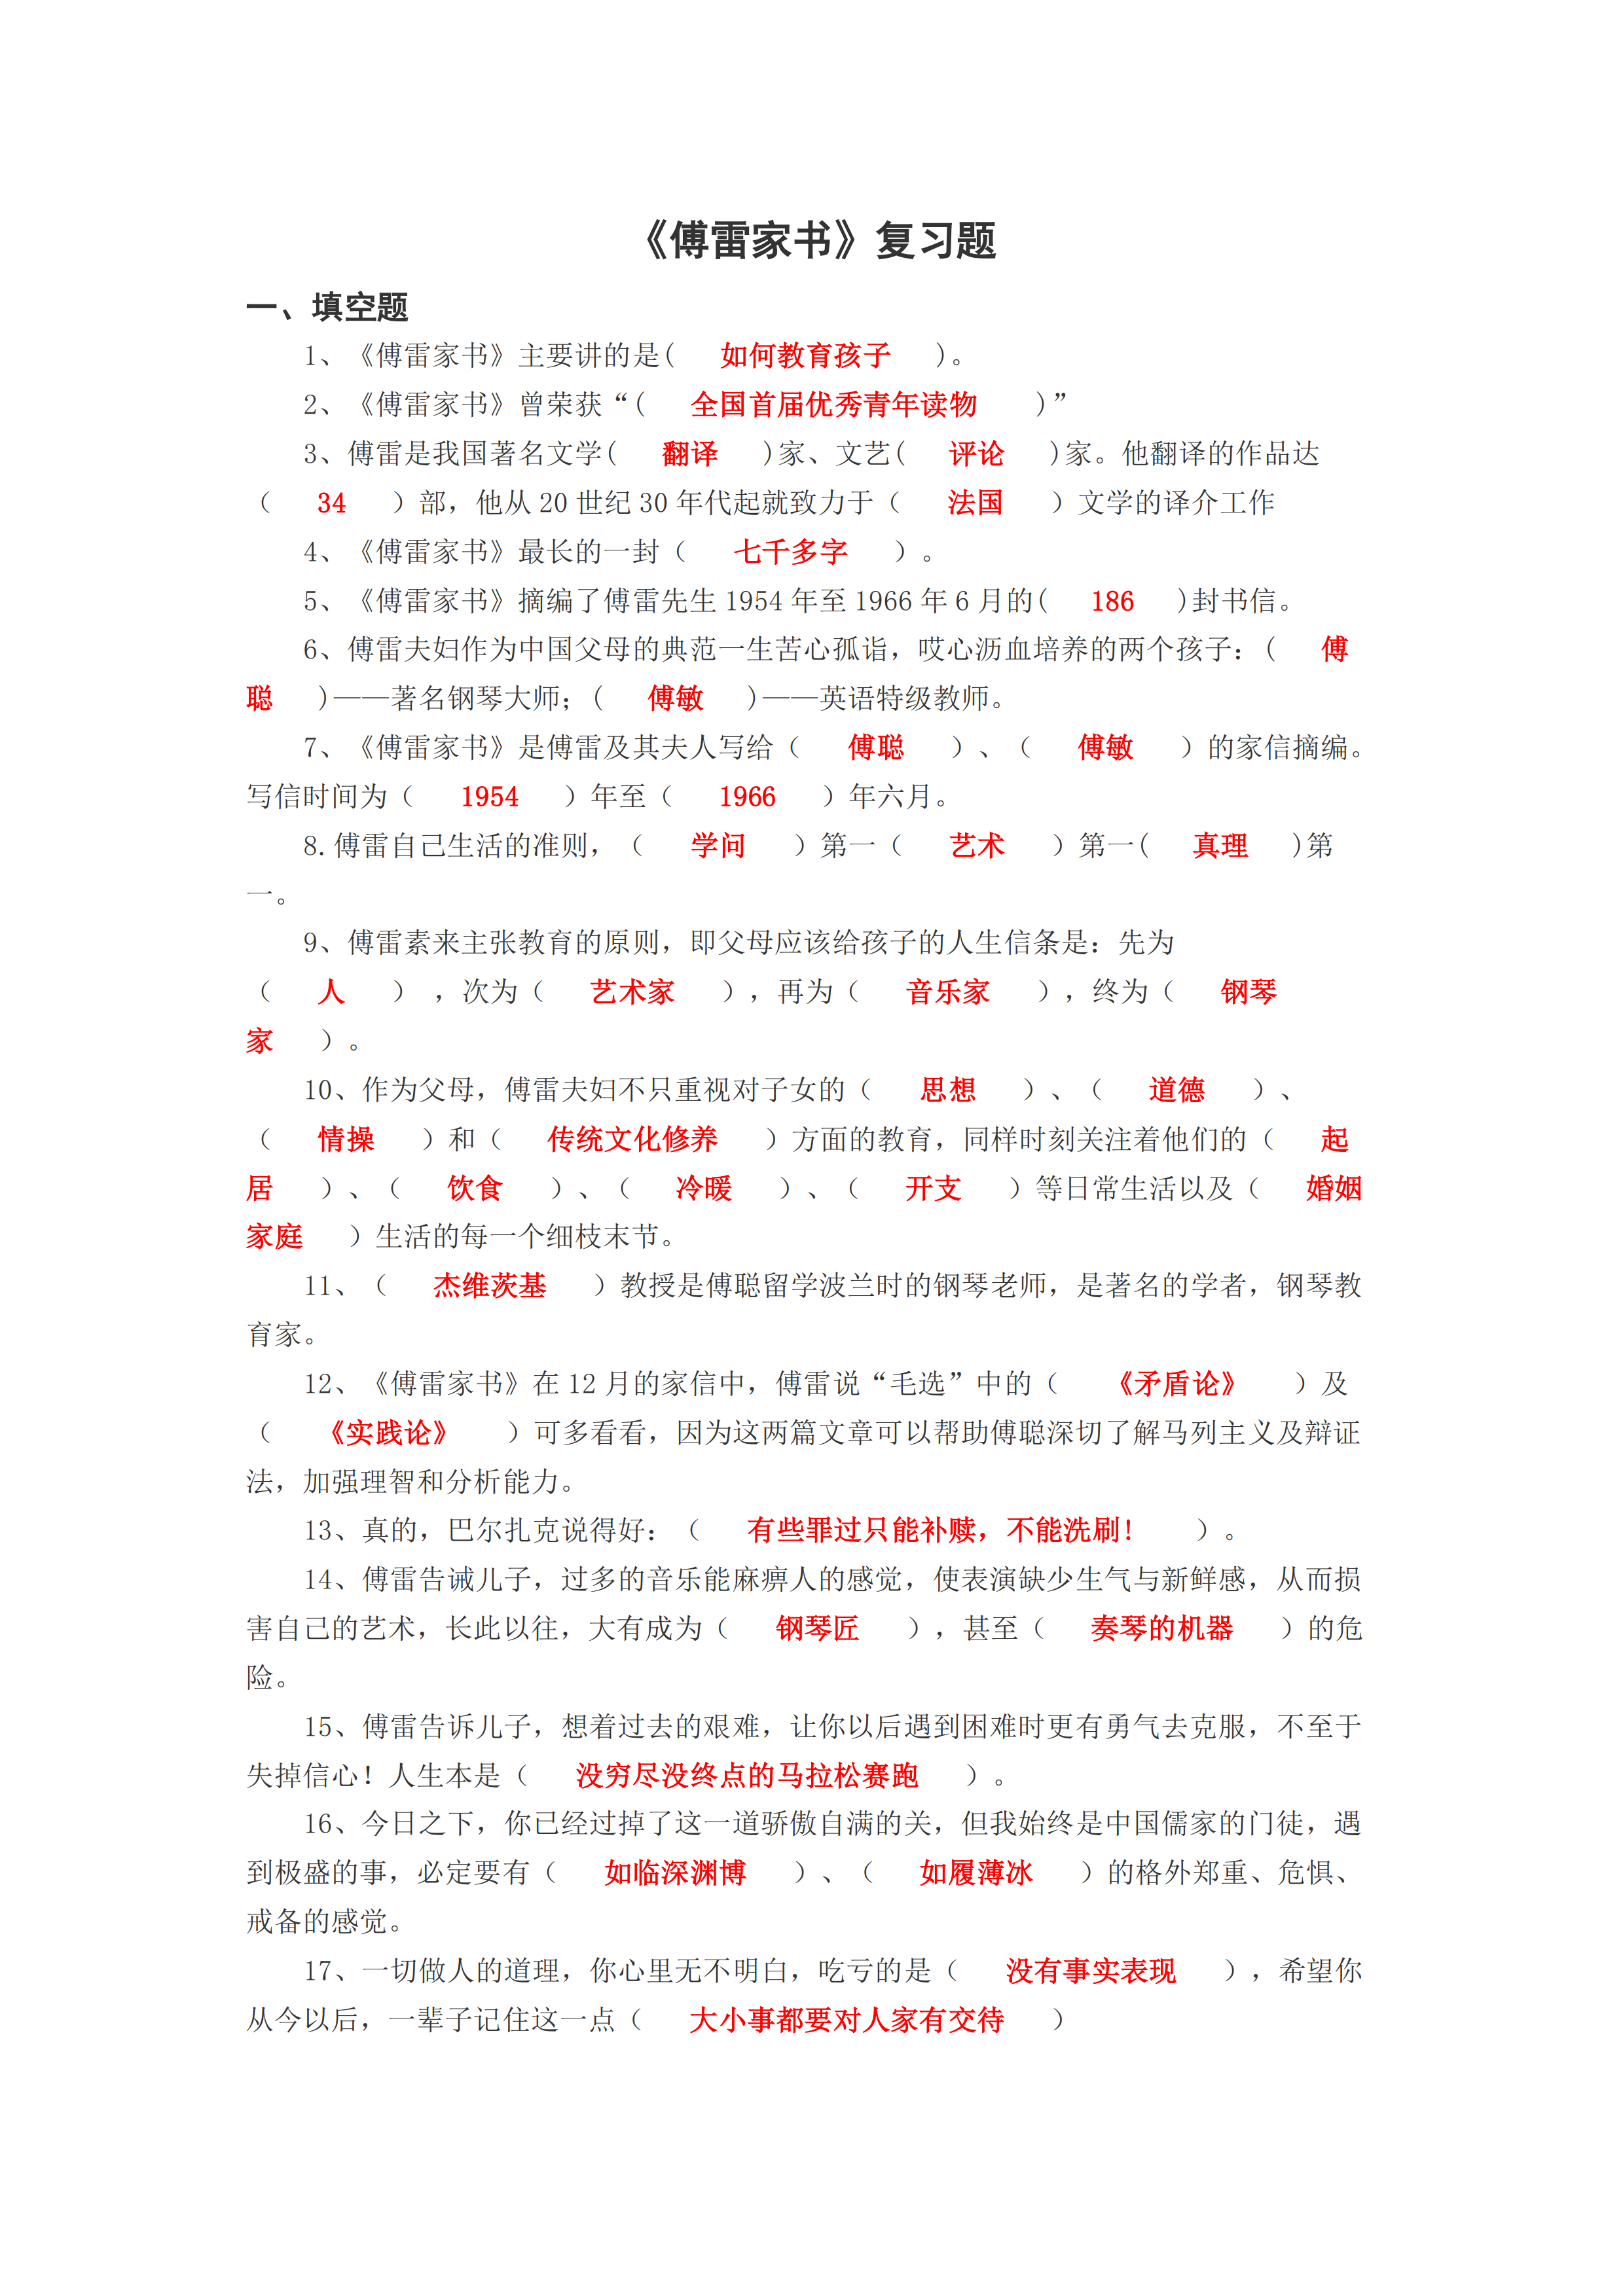 《傅雷家书》复习题
一、填空题
1、《傅雷家书》主要讲的是( 如何教育孩子 )。
2、《傅雷家书》曾荣获“( 全国首届优秀青年读物 )”
3、傅雷是我国著名文学( 翻译 )家、文艺( 评论 )家。他翻译的作品达
（ 34 ）部，他从 20 世纪 30 年代起就致力于（ 法国 ）文学的译介工作
4、《傅雷家书》最长的一封（ 七千多字 ）。
5、《傅雷家书》摘编了傅雷先生 1954 年至 1966 年 6 月的( 186 )封书信。
6、傅雷夫妇作为中国父母的典范一生苦心孤诣，呕心沥血培养的两个孩子：( 傅
聪 )——著名钢琴大师；( 傅敏 )——英语特级教师。
7、《傅雷家书》是傅雷及其夫人写给（ 傅聪 ）、（ 傅敏 ）的家信摘编。
写信时间为（ 1954 ）年至（ 1966 ）年六月。
8.傅雷自己生活的准则，（ 学问 ）第一（ 艺术 ）第一( 真理 )第
一。
9、傅雷素来主张教育的原则，即父母应该给孩子的人生信条是：先为
（ 人 ） ，次为（ 艺术家 ），再为（ 音乐家 ），终为（ 钢琴
家 ）。
10、作为父母，傅雷夫妇不只重视对子女的（ 思想 ）、（ 道德 ）、
（ 情操 ）和（ 传统文化修养 ）方面的教育，同样时刻关注着他们的（ 起
居 ）、（ 饮食 ）、（ 冷暖 ）、（ 开支 ）等日常生活以及（ 婚姻
家庭 ）生活的每一个细枝末节。
11、（ 杰维茨基 ）教授是傅聪留学波兰时的钢琴老师，是著名的学者，钢琴教
育家。
12、《傅雷家书》在 12 月的家信中，傅雷说“毛选”中的（ 《矛盾论》 ）及
（ 《实践论》 ）可多看看，因为这两篇文章可以帮助傅聪深切了解马列主义及辩证
法，加强理智和分析能力。
13、真的，巴尔扎克说得好：（ 有些罪过只能补赎，不能洗刷！ ）。
14、傅雷告诫儿子，过多的音乐能麻痹人的感觉，使表演缺少生气与新鲜感，从而损
害自己的艺术，长此以往，大有成为（ 钢琴匠 ），甚至（ 奏琴的机器 ）的危
险。
15、傅雷告诉儿子，想着过去的艰难，让你以后遇到困难时更有勇气去克服，不至于
失掉信心！人生本是（ 没穷尽没终点的马拉松赛跑 ）。
16、今日之下，你已经过掉了这一道骄傲自满的关，但我始终是中国儒家的门徒，遇
到极盛的事，必定要有（ 如临深渊博 ）、（ 如履薄冰 ）的格外郑重、危惧、
戒备的感觉。
17、一切做人的道理，你心里无不明白，吃亏的是（ 没有事实表现 ），希望你
从今以后，一辈子记住这一点（ 大小事都要对人家有交待 ）